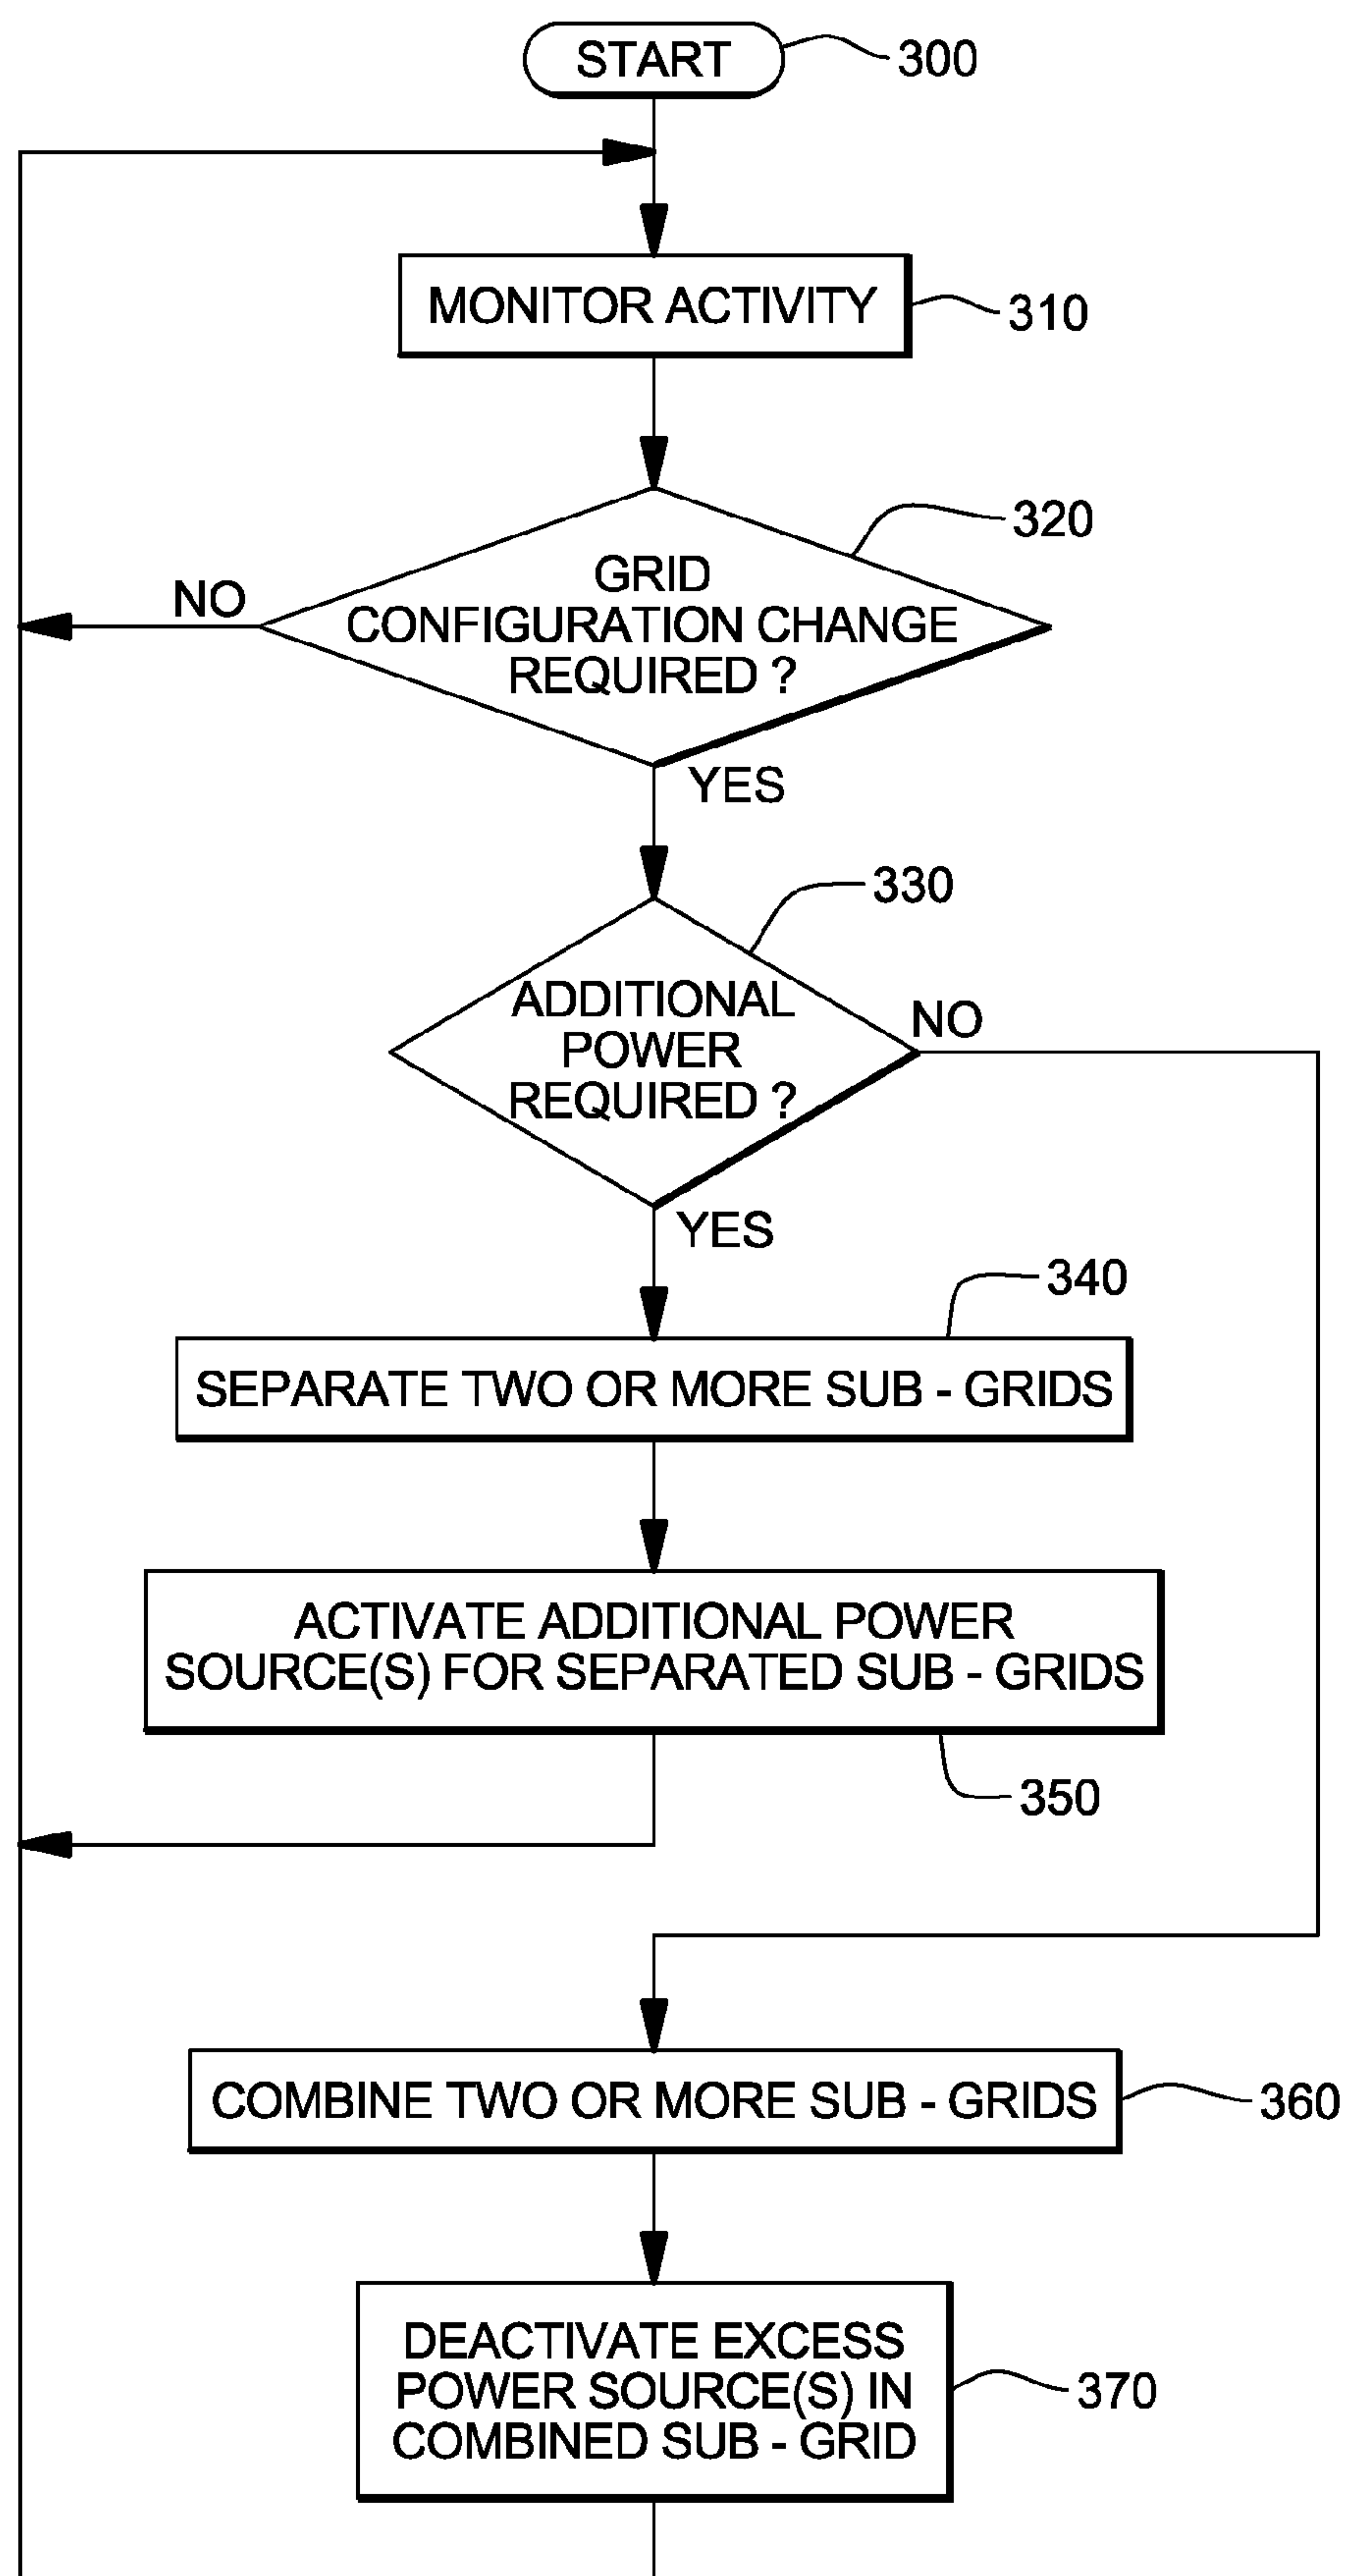 START
300
MONITOR ACTIVITY
310
320
GRID
CONFIGURATION CHANGE
REQUIRED ?
NO
YES
330
ADDITIONAL
POWER
REQUIRED ?
NO
YES
340
SEPARATE TWO OR MORE SUB - GRIDS
ACTIVATE ADDITIONAL POWER
SOURCE(S) FOR SEPARATED SUB - GRIDS
350
COMBINE TWO OR MORE SUB - GRIDS
360
DEACTIVATE EXCESS
POWER SOURCE(S) IN
COMBINED SUB - GRID
370